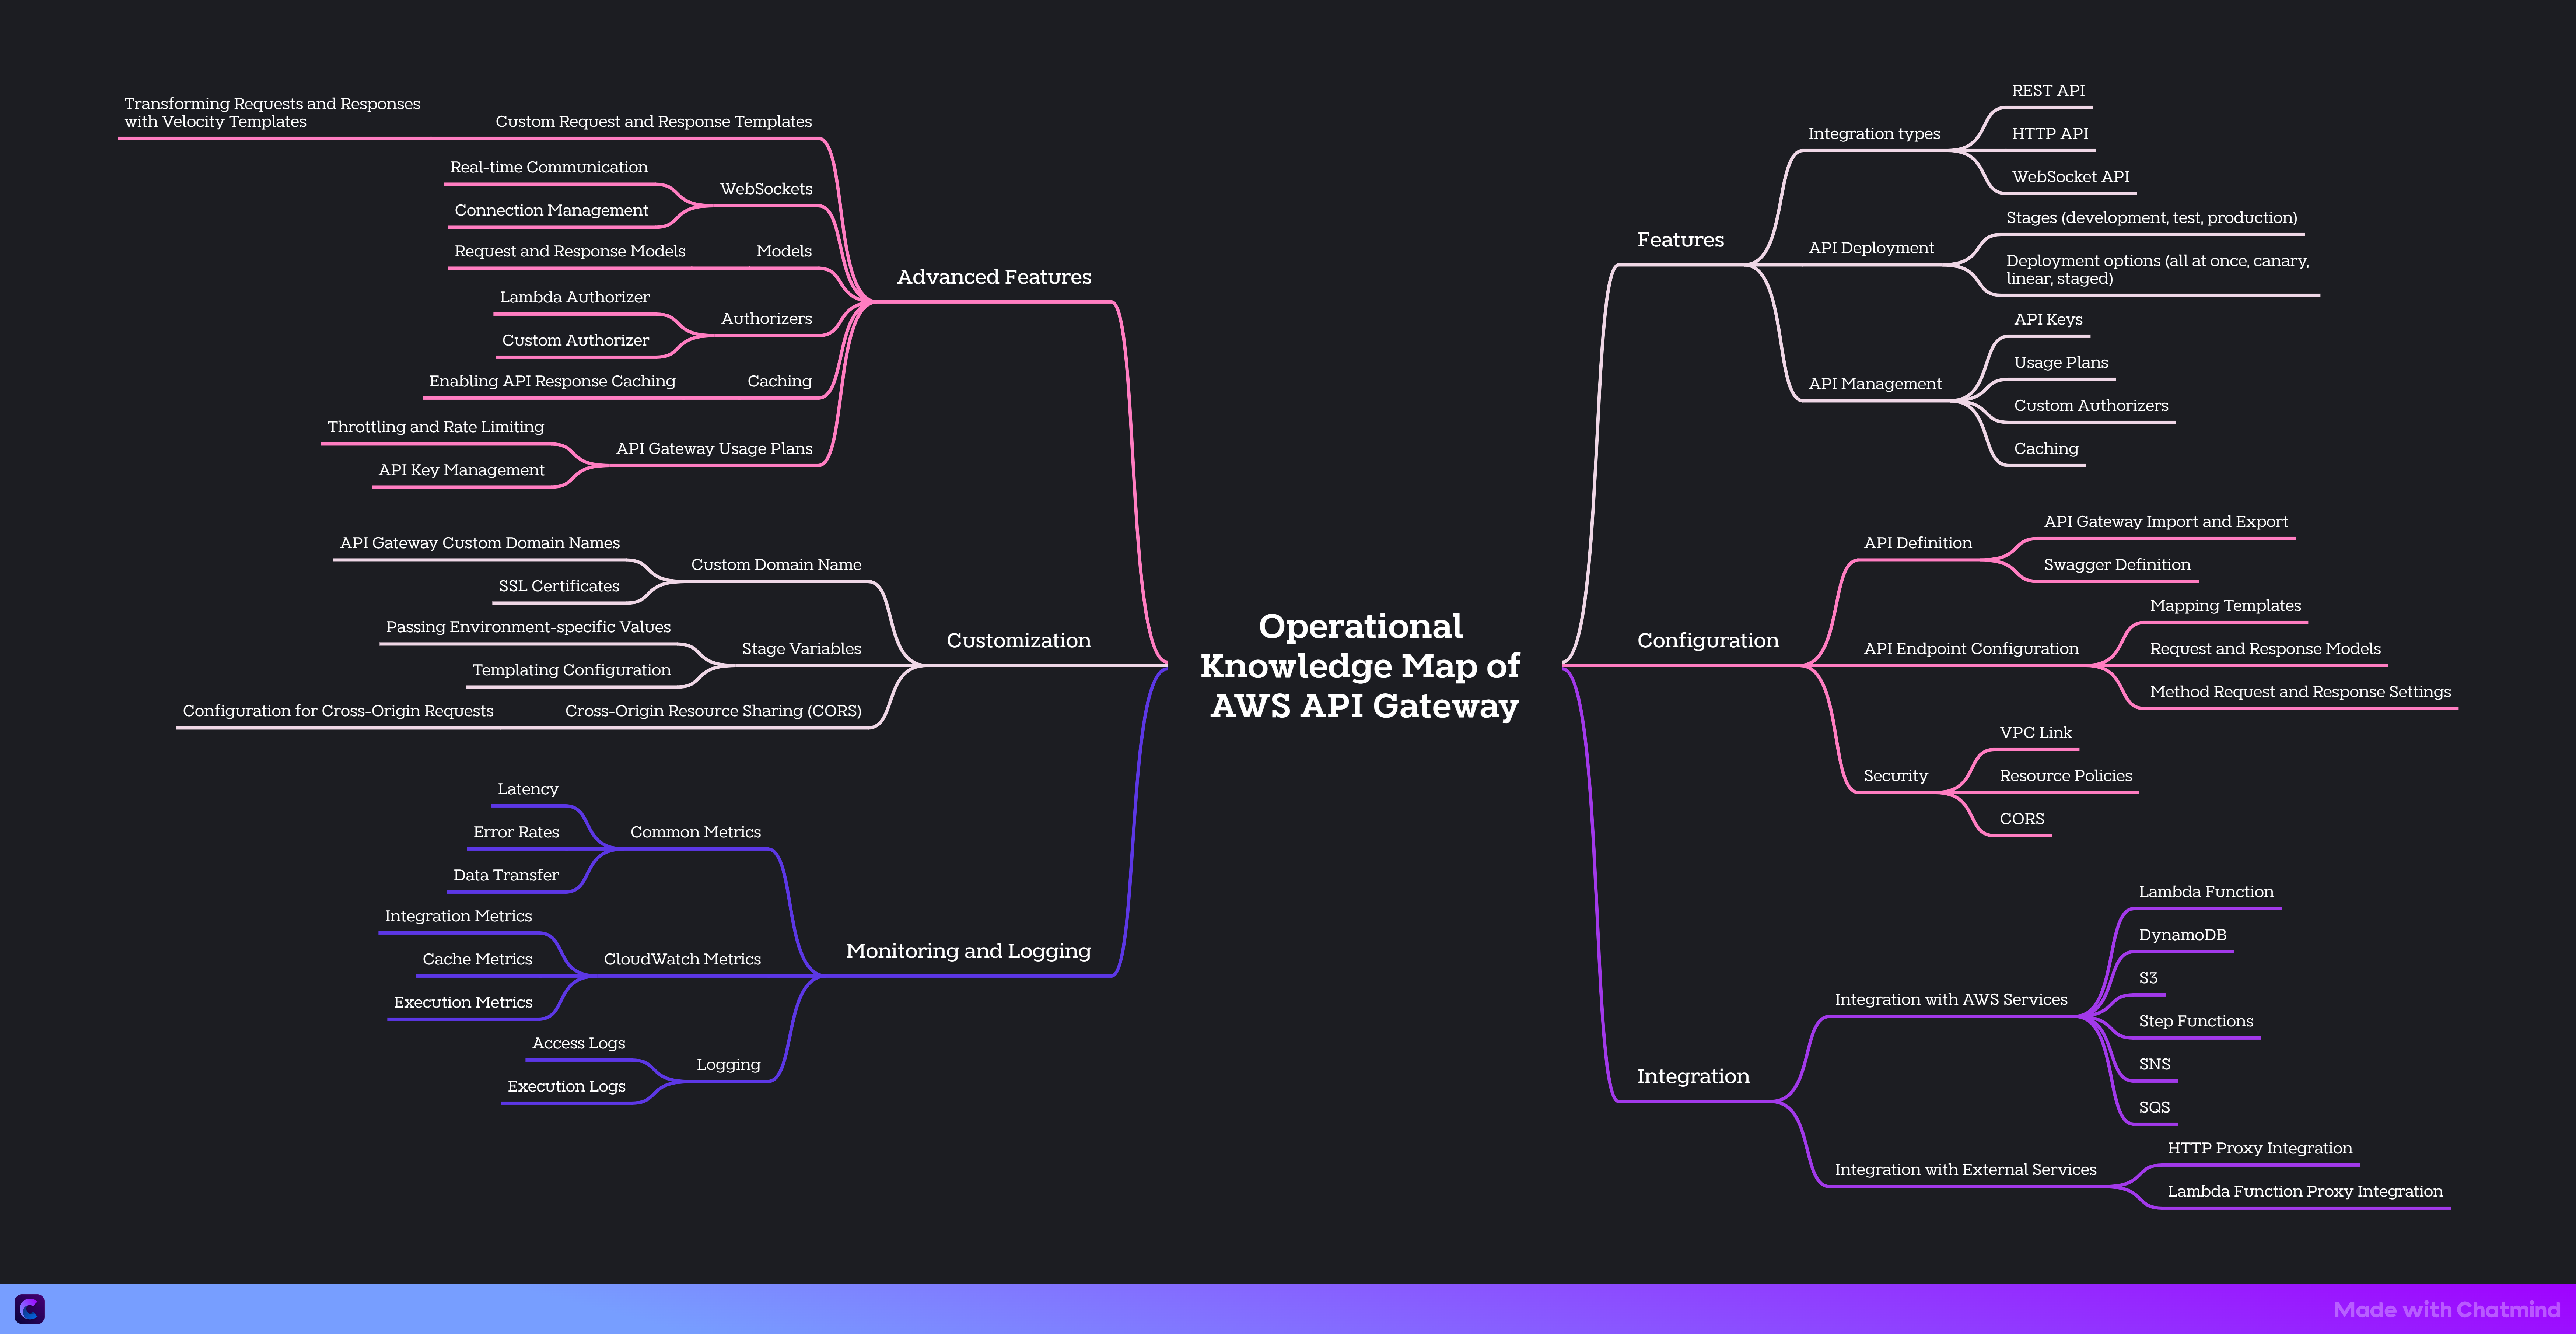 Operational
Knowledge Map of
AWS API Gateway
Features
Integration types
REST API
HTTP API
WebSocket API
API Deployment
Stages (development, test, production)
Deployment options (all at once, canary,
linear, staged)
API Management
API Keys
Usage Plans
Custom Authorizers
Caching
Configuration
API Definition
API Gateway Import and Export
Swagger Definition
API Endpoint Configuration
Mapping Templates
Request and Response Models
Method Request and Response Settings
Security
VPC Link
Resource Policies
CORS
Integration
Integration with AWS Services
Lambda Function
DynamoDB
S3
Step Functions
SNS
SQS
Integration with External Services
HTTP Proxy Integration
Lambda Function Proxy Integration
Advanced Features
Custom Request and Response Templates
Transforming Requests and Responses
with Velocity Templates
WebSockets
Real-time Communication
Connection Management
Models
Request and Response Models
Authorizers
Lambda Authorizer
Custom Authorizer
Caching
Enabling API Response Caching
API Gateway Usage Plans
Throttling and Rate Limiting
API Key Management
Customization
Custom Domain Name
API Gateway Custom Domain Names
SSL Certificates
Stage Variables
Passing Environment-specific Values
Templating Configuration
Cross-Origin Resource Sharing (CORS)
Configuration for Cross-Origin Requests
Monitoring and Logging
Common Metrics
Latency
Error Rates
Data Transfer
CloudWatch Metrics
Integration Metrics
Cache Metrics
Execution Metrics
Logging
Access Logs
Execution Logs
Made with Chatmind